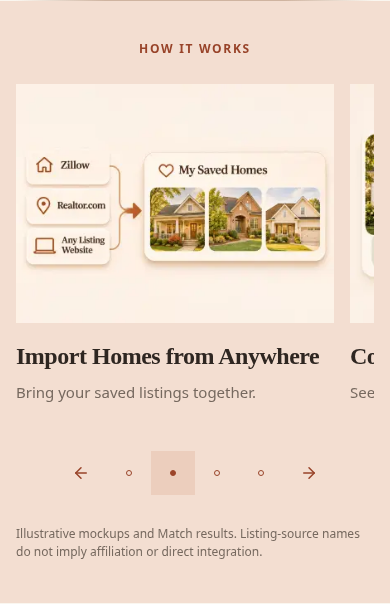 HOW IT WORKS
Zillow
Realtor.com
Any Listing
Website
My Saved Homes
Import Homes from Anywhere
Co
Bring your saved listings together.
See
Illustrative mockups and Match results. Listing-source names
do not imply affiliation or direct integration.